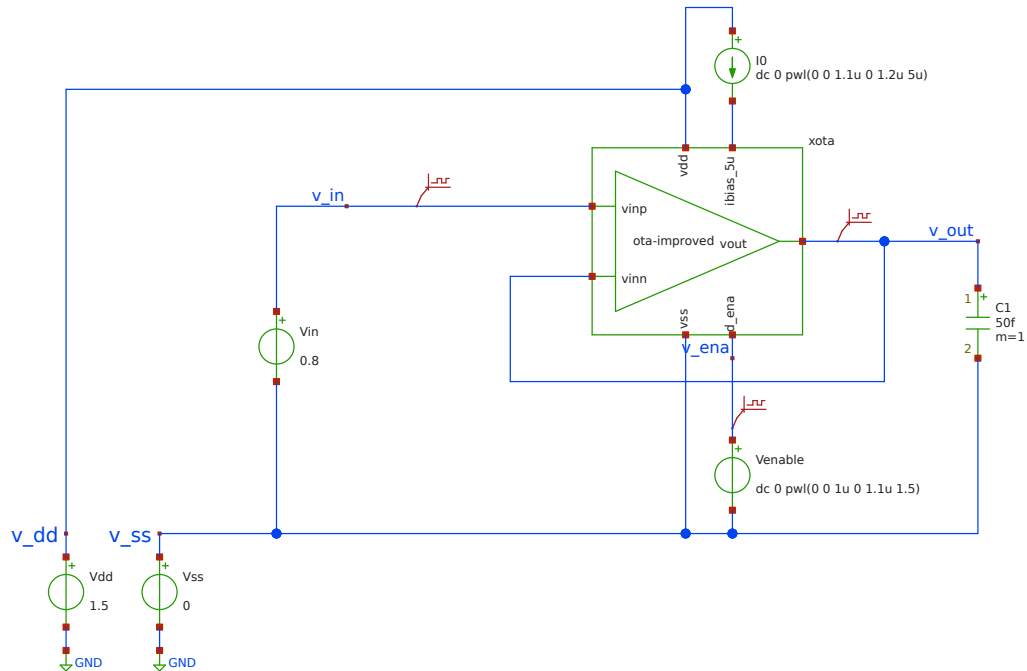 I0
dc 0 pwl(0 0 1.1u 0 1.2u 5u)
xota
vdd
ibias_5u
v_in
vinp
ota-improved
vout
v_out
vinn
1
C1
50f
m=1
2
vss
d_ena
v_ena
Vin
0.8
Venable
dc 0 pwl(0 0 1u 0 1.1u 1.5)
v_dd
v_ss
Vdd
1.5
Vss
0
GND
GND